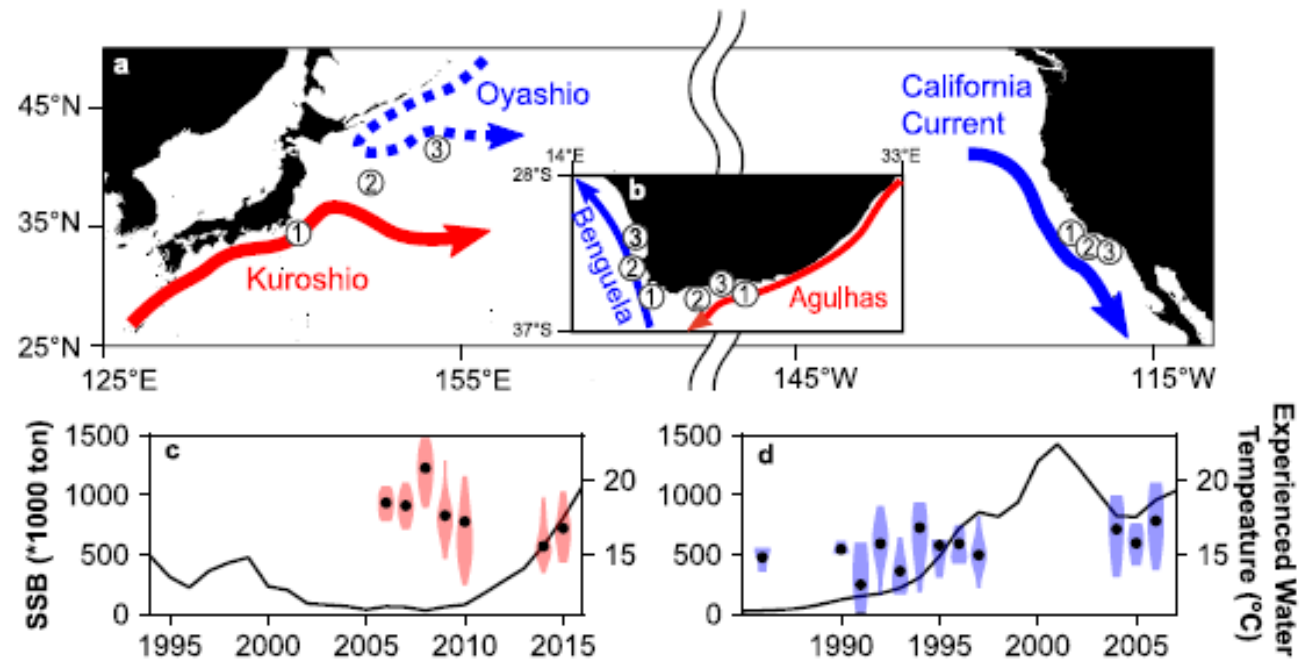 a
45°N
35°N
25°N
125°E
155°E
145°W
115°W
Oyashio
California
Current
③
②
①
Kuroshio
14°E
33°E
28°S
37°S
b
Benguela
③
②
①
②
③
①
Agulhas
①
②
③
SSB (*1000 ton)
1500
1000
500
0
c
20
15
1995
2000
2005
2010
2015
1500
1000
500
0
d
20
15
1990
1995
2000
2005
Experienced Water
Tempeature (°C)